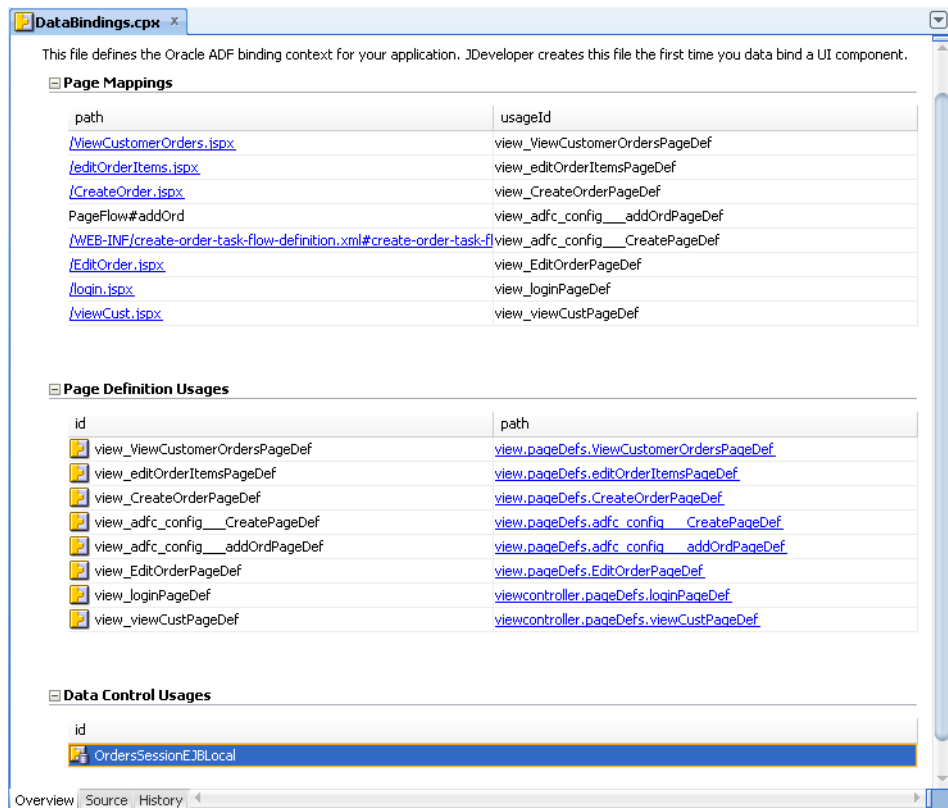 DataBindings.cpx x
This file defines the Oracle ADF binding context for your application. JDeveloper creates this file the first time you data bind a UI component.
Page Mappings
path usageId
/ViewCustomerOrders.jspx view_ViewCustomerOrdersPageDef
/editOrderItems.jspx view_editOrderItemsPageDef
/CreateOrder.jspx view_CreateOrderPageDef
PageFlow#addOrd view_adfc_config___addOrdPageDef
/WEB-INF/create-order-task-flow-definition.xml#create-order-task-fl view_adfc_config___CreatePageDef
/EditOrder.jspx view_EditOrderPageDef
/login.jspx view_loginPageDef
/viewCust.jspx view_viewCustPageDef
Page Definition Usages
id path
view_ViewCustomerOrdersPageDef view.pageDefs.ViewCustomerOrdersPageDef
view_editOrderItemsPageDef view.pageDefs.editOrderItemsPageDef
view_CreateOrderPageDef view.pageDefs.CreateOrderPageDef
view_adfc_config___CreatePageDef view.pageDefs.adfc_config___CreatePageDef
view_adfc_config___addOrdPageDef view.pageDefs.adfc_config___addOrdPageDef
view_EditOrderPageDef view.pageDefs.EditOrderPageDef
view_loginPageDef viewcontroller.pageDefs.loginPageDef
view_viewCustPageDef viewcontroller.pageDefs.viewCustPageDef
Data Control Usages
id
OrdersSessionEJBLocal
Overview Source History